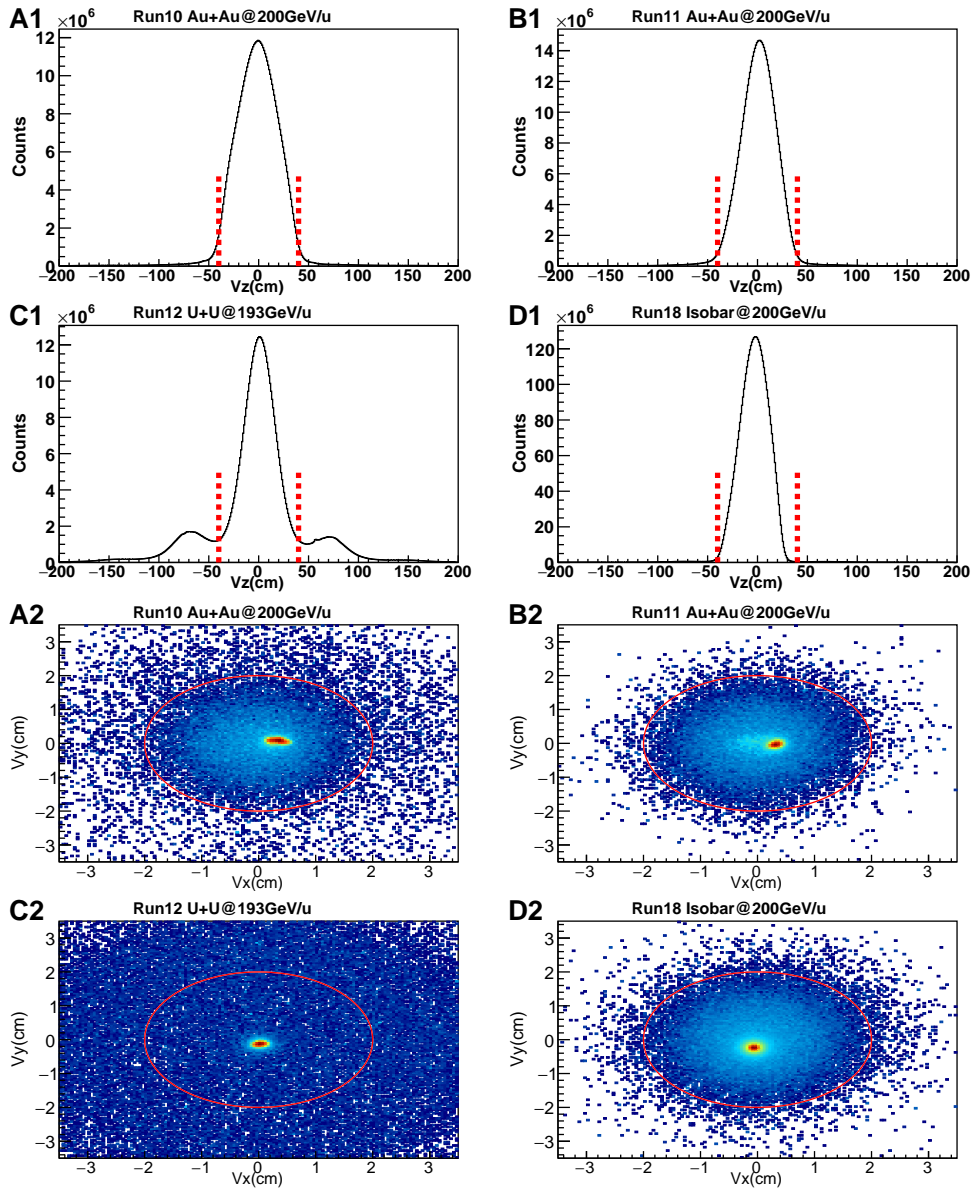 A1 ×10⁶ Run10 Au+Au@200GeV/u
12
10
8
6
4
2
0
Counts
−200 −150 −100 −50 0 50 100 150 200
Vz(cm)
B1 ×10⁶ Run11 Au+Au@200GeV/u
14
12
10
8
6
4
2
0
Counts
−200 −150 −100 −50 0 50 100 150 200
Vz(cm)
C1 ×10⁶ Run12 U+U@193GeV/u
12
10
8
6
4
2
0
Counts
−200 −150 −100 −50 0 50 100 150 200
Vz(cm)
D1 ×10⁶ Run18 Isobar@200GeV/u
120
100
80
60
40
20
0
Counts
−200 −150 −100 −50 0 50 100 150 200
Vz(cm)
A2 Run10 Au+Au@200GeV/u
3
2
1
0
−1
−2
−3
Vy(cm)
−3 −2 −1 0 1 2 3
Vx(cm)
B2 Run11 Au+Au@200GeV/u
3
2
1
0
−1
−2
−3
Vy(cm)
−3 −2 −1 0 1 2 3
Vx(cm)
C2 Run12 U+U@193GeV/u
3
2
1
0
−1
−2
−3
Vy(cm)
−3 −2 −1 0 1 2 3
Vx(cm)
D2 Run18 Isobar@200GeV/u
3
2
1
0
−1
−2
−3
Vy(cm)
−3 −2 −1 0 1 2 3
Vx(cm)